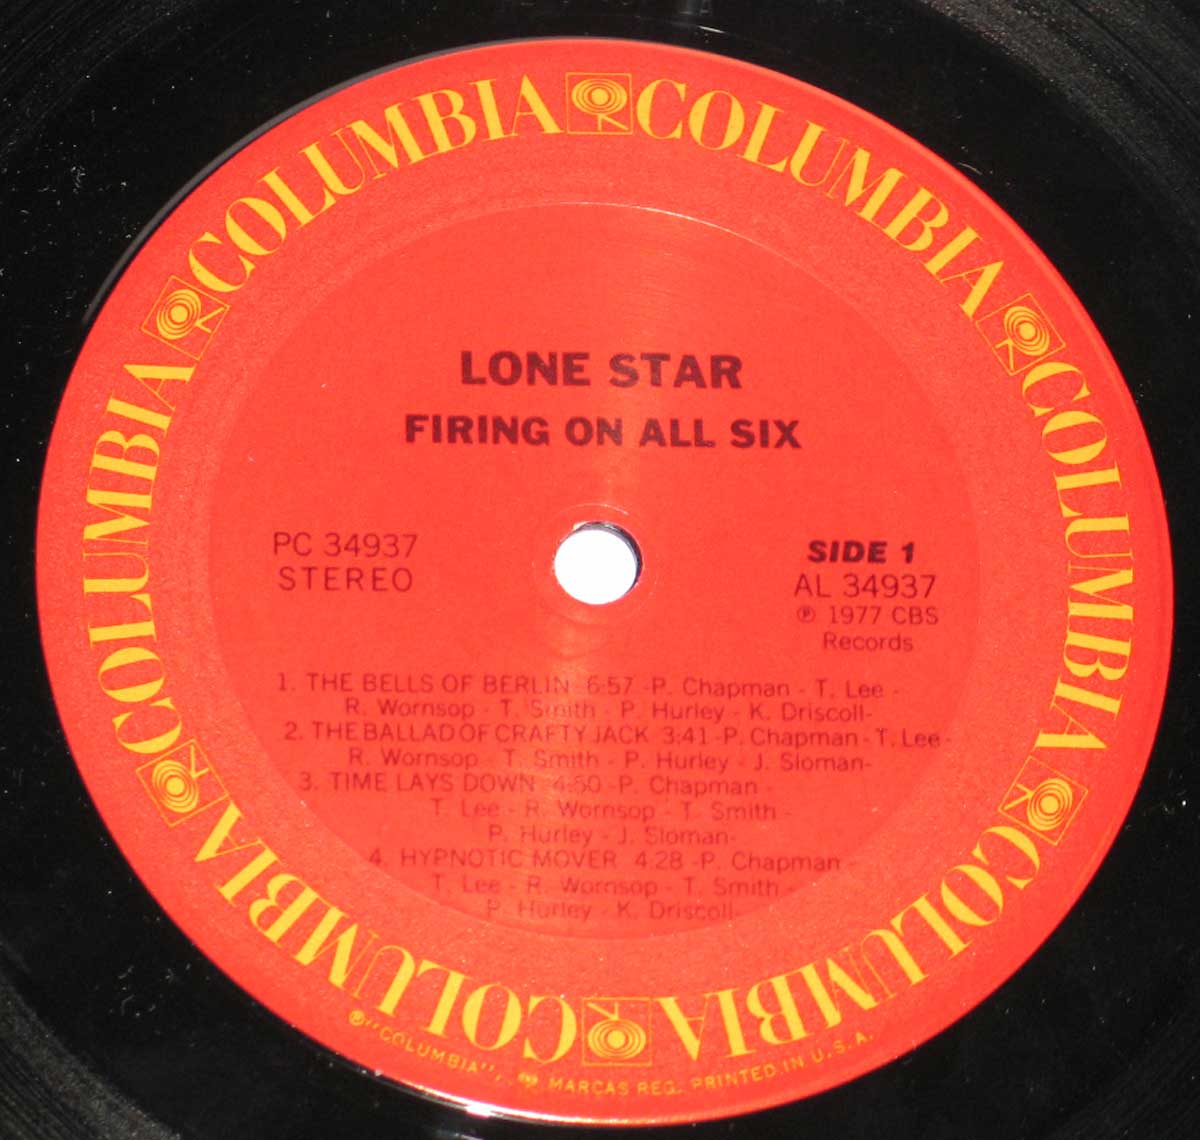 COLUMBIA COLUMBIA COLUMBIA COLUMBIA COLUMBIA COLUMBIA
LONE STAR
FIRING ON ALL SIX
PC 34937
STEREO
SIDE 1
AL 34937
℗ 1977 CBS
Records
1. THE BELLS OF BERLIN 6:57 -P. Chapman - T. Lee -
R. Wornsop - T. Smith - P. Hurley - K. Driscoll-
2. THE BALLAD OF CRAFTY JACK 3:41 -P. Chapman - T. Lee -
R. Wornsop - T. Smith - P. Hurley - J. Sloman-
3. TIME LAYS DOWN 4:50 -P. Chapman -
T. Lee - R. Wornsop - T. Smith -
P. Hurley - J. Sloman-
4. HYPNOTIC MOVER 4:28 -P. Chapman -
T. Lee - R. Wornsop - T. Smith -
P. Hurley - K. Driscoll-
® "COLUMBIA", MARCAS REG. PRINTED IN U.S.A.